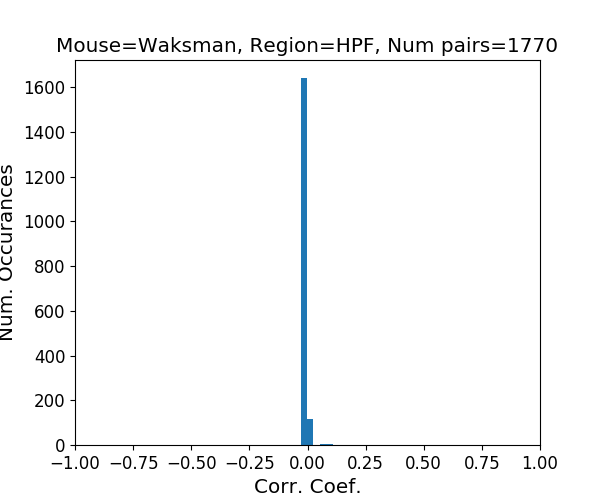 Mouse=Waksman, Region=HPF, Num pairs=1770
1600
1400
1200
1000
800
600
400
200
0
Num. Occurances
−1.00 −0.75 −0.50 −0.25 0.00 0.25 0.50 0.75 1.00
Corr. Coef.